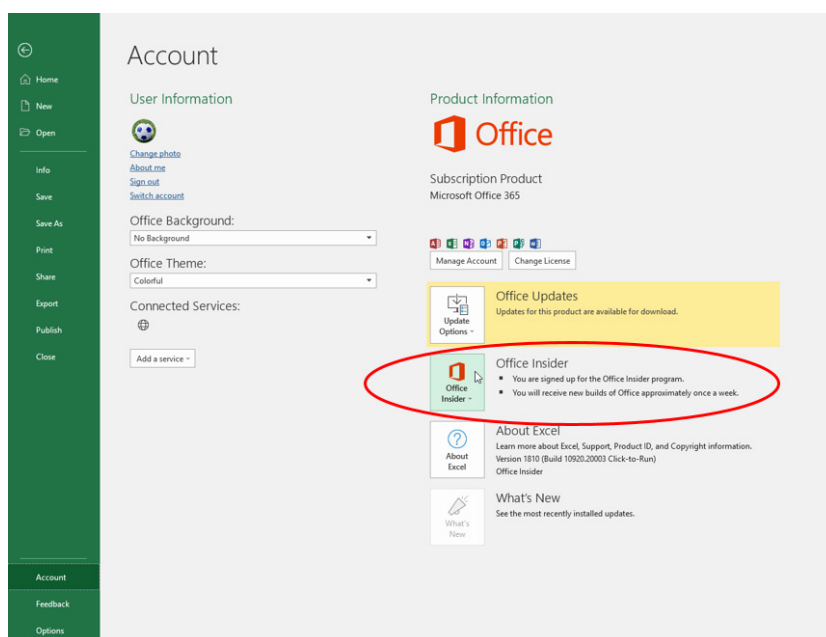 Home
New
Open
Info
Save
Save As
Print
Share
Export
Publish
Close
Account
Feedback
Options
Account
User Information
Change photo
About me
Sign out
Switch account
Office Background:
No Background
Office Theme:
Colorful
Connected Services:
Add a service
Product Information
Office
Subscription Product
Microsoft Office 365
Manage Account
Change License
Update
Options
Office Updates
Updates for this product are available for download.
Office
Insider
Office Insider
You are signed up for the Office Insider program.
You will receive new builds of Office approximately once a week.
About
Excel
About Excel
Learn more about Excel, Support, Product ID, and Copyright information.
Version 1810 (Build 10920.20003 Click-to-Run)
Office Insider
What's
New
What's New
See the most recently installed updates.